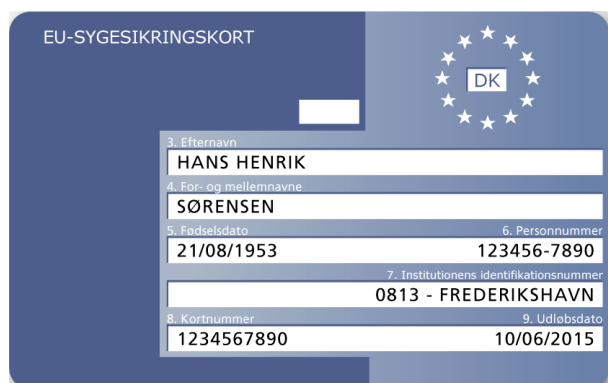 EU-SYGESIKRINGSKORT
DK
3. Efternavn
HANS HENRIK
4. For- og mellemnavne
SØRENSEN
5. Fødselsdato 6. Personnummer
21/08/1953 123456-7890
7. Institutionens identifikationsnummer
0813 - FREDERIKSHAVN
8. Kortnummer 9. Udløbsdato
1234567890 10/06/2015